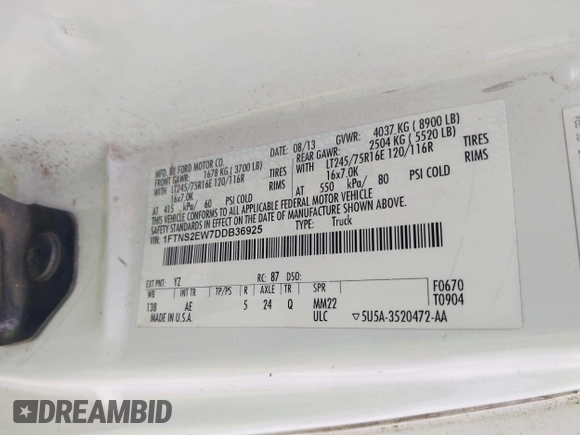 MFD. BY FORD MOTOR CO.
08/13 GVWR: 4037 KG ( 8900 LB)
FRONT GAWR: 1678 KG ( 3700 LB) REAR GAWR: 2504 KG ( 5520 LB)
WITH LT245/75R16E 120/116R TIRES WITH LT245/75R16E 120/116R TIRES
16x7.0K RIMS 16x7.0K RIMS
AT 415 kPa/ 60 PSI COLD AT 550 kPa/ 80 PSI COLD
THIS VEHICLE CONFORMS TO ALL APPLICABLE FEDERAL MOTOR VEHICLE
SAFETY STANDARDS IN EFFECT ON THE DATE OF MANUFACTURE SHOWN ABOVE.
VIN: 1FTNS2EW7DDB36925 TYPE: Truck
EXT PNT: YZ RC: 87 DSO: F0670
WB INT TR TP/PS R AXLE TR SPR T0904
138 AE 5 24 Q MM22
MADE IN U.S.A. ULC ▽5U5A-3520472-AA
DREAMBID